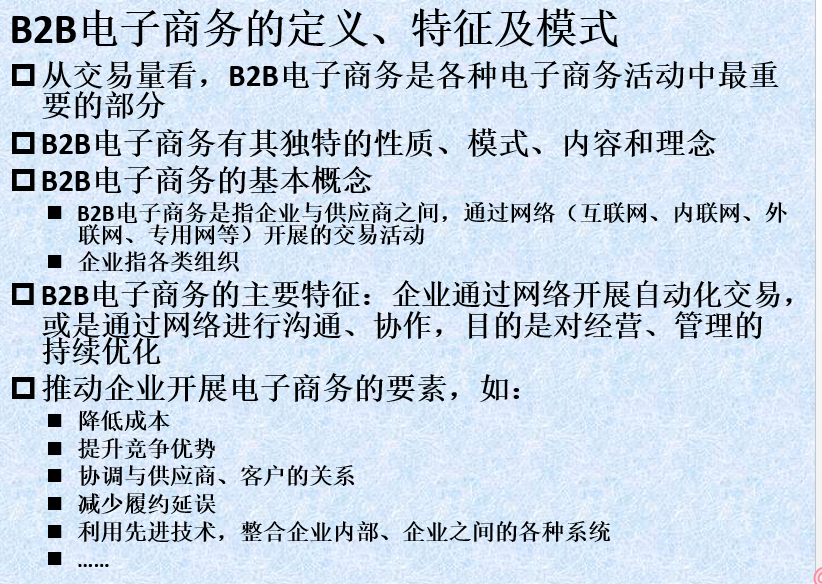 B2B电子商务的定义、特征及模式
从交易量看，B2B电子商务是各种电子商务活动中最重
要的部分
B2B电子商务有其独特的性质、模式、内容和理念
B2B电子商务的基本概念
B2B电子商务是指企业与供应商之间，通过网络（互联网、内联网、外
联网、专用网等）开展的交易活动
企业指各类组织
B2B电子商务的主要特征：企业通过网络开展自动化交易，
或是通过网络进行沟通、协作，目的是对经营、管理的
持续优化
推动企业开展电子商务的要素，如：
降低成本
提升竞争优势
协调与供应商、客户的关系
减少履约延误
利用先进技术，整合企业内部、企业之间的各种系统
……